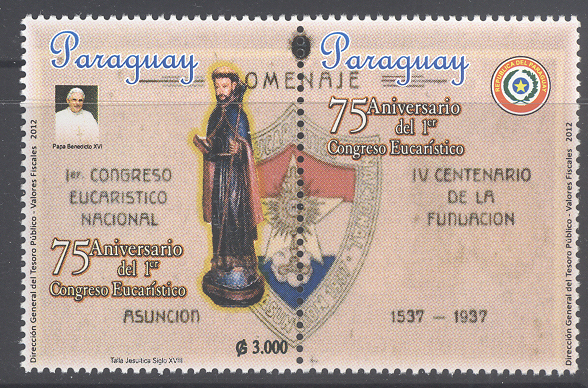 Paraguay
Paraguay
HOMENAJE
REPUBLICA DEL PARAGUAY
Papa Benedicto XVI
75 Aniversario
del 1er
Congreso Eucarístico
1er. CONGRESO
EUCARISTICO
NACIONAL
IV CENTENARIO
DE LA
FUNDACION
75 Aniversario
del 1er
Congreso Eucarístico
ASUNCION
1537 - 1937
₲ 3.000
Talla Jesuítica Siglo XVIII
Dirección General del Tesoro Público - Valores Fiscales 2012
Dirección General del Tesoro Público - Valores Fiscales 2012